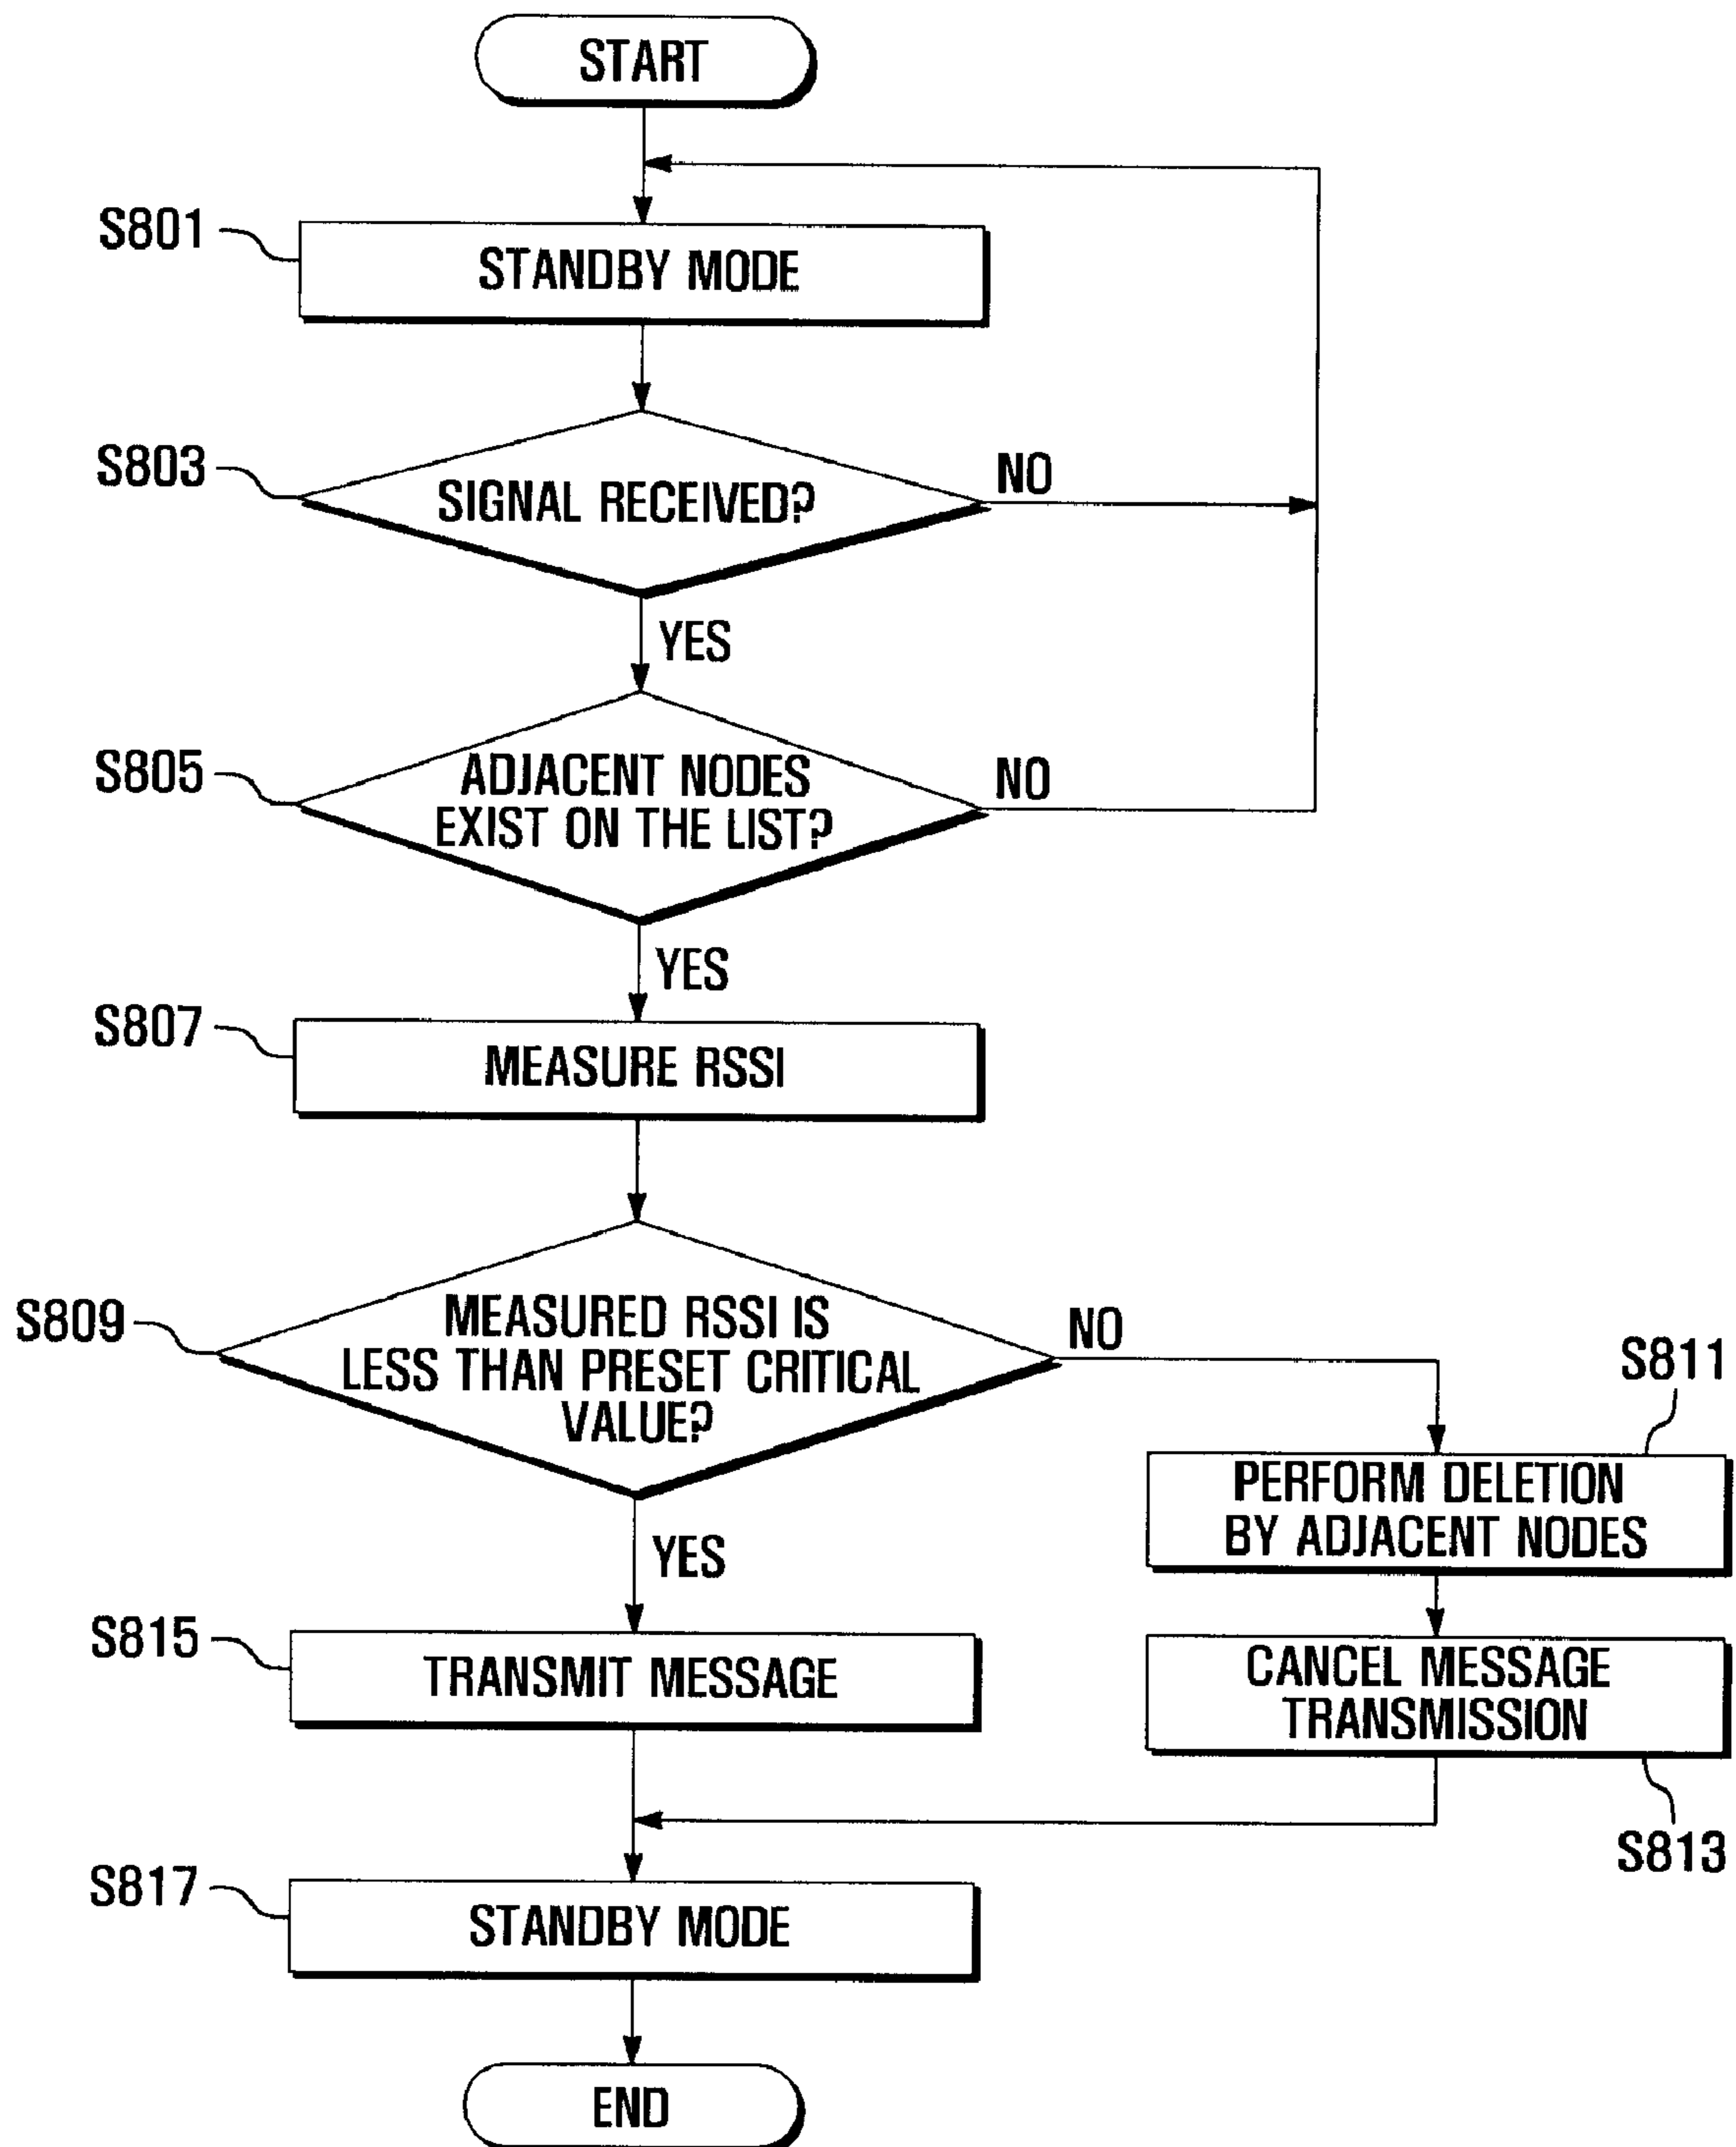 START
S801
STANDBY MODE
S803
SIGNAL RECEIVED?
NO
YES
S805
ADJACENT NODES
EXIST ON THE LIST?
NO
YES
S807
MEASURE RSSI
S809
MEASURED RSSI IS
LESS THAN PRESET CRITICAL
VALUE?
NO
S811
PERFORM DELETION
BY ADJACENT NODES
YES
S815
TRANSMIT MESSAGE
CANCEL MESSAGE
TRANSMISSION
S813
S817
STANDBY MODE
END